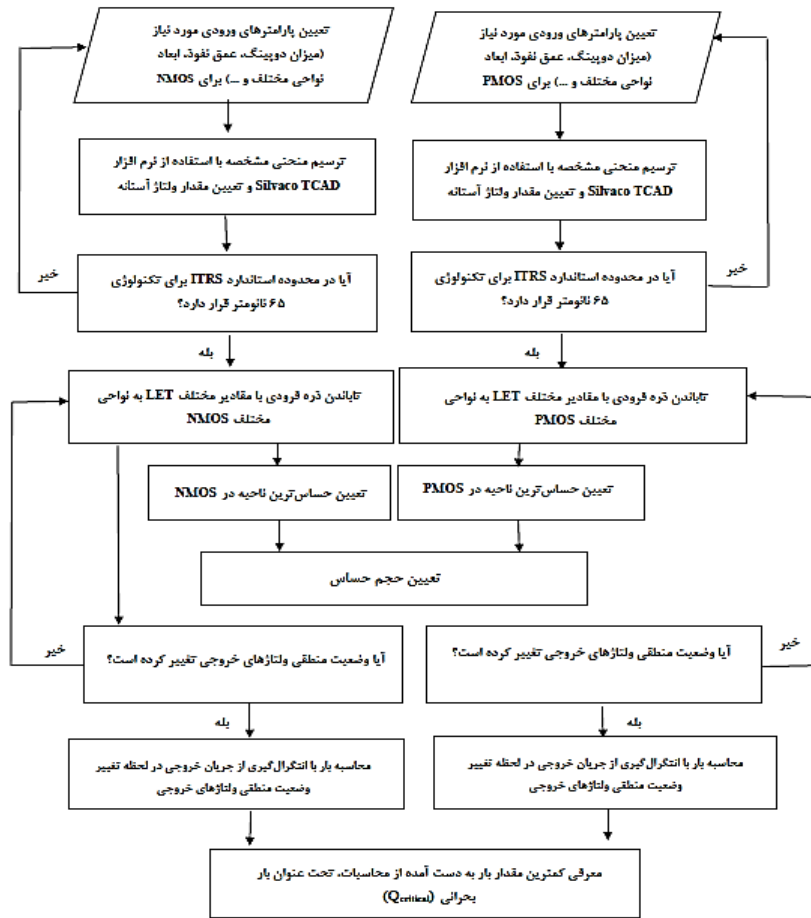 تعیین پارامترهای ورودی مورد نیاز
(میزان دوپینگ، عمق نفوذ، ابعاد
نواحی مختلف و ...) برای PMOS
تعیین پارامترهای ورودی مورد نیاز
(میزان دوپینگ، عمق نفوذ، ابعاد
نواحی مختلف و ...) برای NMOS
ترسیم منحنی مشخصه با استفاده از نرم افزار
Silvaco TCAD و تعیین مقدار ولتاژ آستانه
ترسیم منحنی مشخصه با استفاده از نرم افزار
Silvaco TCAD و تعیین مقدار ولتاژ آستانه
خیر
آیا در محدوده استاندارد ITRS برای تکنولوژی
۶۵ نانومتر قرار دارد؟
آیا در محدوده استاندارد ITRS برای تکنولوژی
۶۵ نانومتر قرار دارد؟
خیر
بله
بله
تاباندن ذره فرودی با مقادیر مختلف LET به نواحی
مختلف PMOS
تاباندن ذره فرودی با مقادیر مختلف LET به نواحی
مختلف NMOS
تعیین حساس‌ترین ناحیه در PMOS
تعیین حساس‌ترین ناحیه در NMOS
تعیین حجم حساس
خیر
آیا وضعیت منطقی ولتاژهای خروجی تغییر کرده است؟
آیا وضعیت منطقی ولتاژهای خروجی تغییر کرده است؟
خیر
بله
بله
محاسبه بار با انتگرال‌گیری از جریان خروجی در لحظه تغییر
وضعیت منطقی ولتاژهای خروجی
محاسبه بار با انتگرال‌گیری از جریان خروجی در لحظه تغییر
وضعیت منطقی ولتاژهای خروجی
معرفی کمترین مقدار بار به دست آمده از محاسبات، تحت عنوان بار
بحرانی (Qcritical)